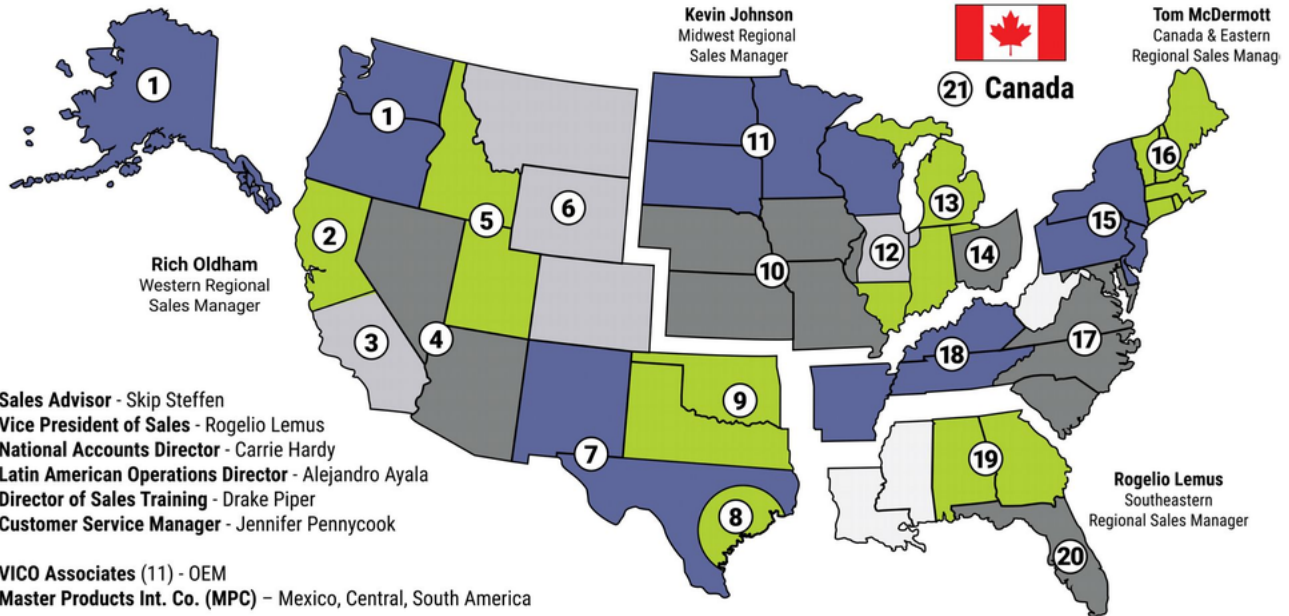 Kevin Johnson
Midwest Regional
Sales Manager
21 Canada
Tom McDermott
Canada & Eastern
Regional Sales Manag
1
1
2
3
4
5
6
7
8
9
10
11
12
13
14
15
16
17
18
19
20
Rich Oldham
Western Regional
Sales Manager
Sales Advisor - Skip Steffen
Vice President of Sales - Rogelio Lemus
National Accounts Director - Carrie Hardy
Latin American Operations Director - Alejandro Ayala
Director of Sales Training - Drake Piper
Customer Service Manager - Jennifer Pennycook
VICO Associates (11) - OEM
Master Products Int. Co. (MPC) – Mexico, Central, South America
Rogelio Lemus
Southeastern
Regional Sales Manager